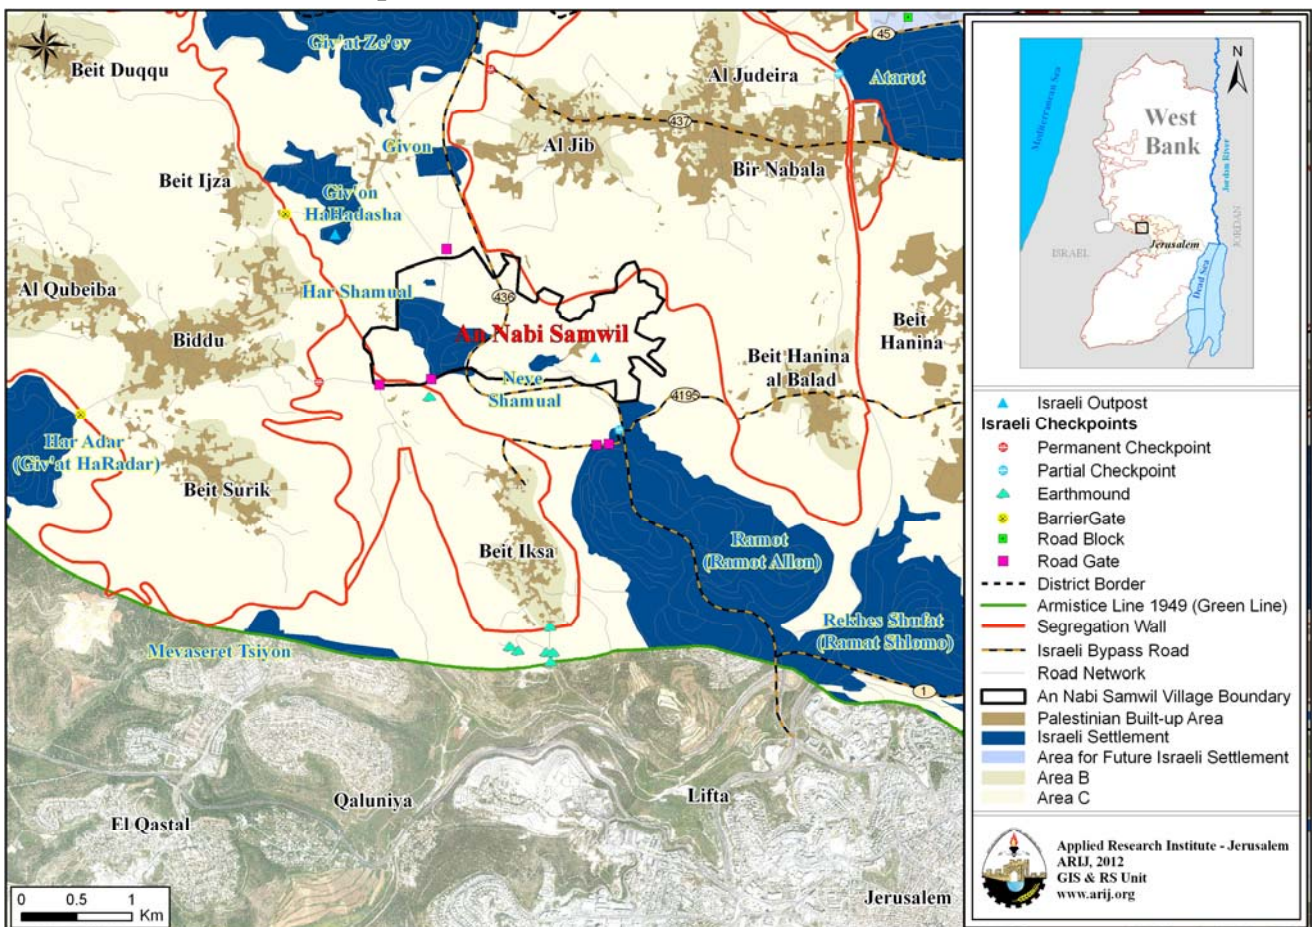 Giv'at Ze'ev
45
Beit Duqqu
Al Judeira
Atarot
437
Givon
Al Jib
Bir Nabala
Beit Ijza
Giv'on
HaHadasha
Al Qubeiba
Har Shamual
436
An Nabi Samwil
Biddu
Beit
Hanina
Beit Hanina
al Balad
Neve
Shamual
4195
Har Adar
(Giv'at HaRadar)
Beit Surik
Beit Iksa
Ramot
(Ramot Allon)
Rekhes Shufat
(Ramat Shlomo)
Mevaseret Tsiyon
1
Qaluniya
Lifta
El Qastal
Jerusalem
0 0.5 1
Km
N
Mediterranean Sea
West
Bank
Jordan River
JORDAN
Jerusalem
ISRAEL
Dead Sea
Israeli Outpost
Israeli Checkpoints
Permanent Checkpoint
Partial Checkpoint
Earthmound
BarrierGate
Road Block
Road Gate
District Border
Armistice Line 1949 (Green Line)
Segregation Wall
Israeli Bypass Road
Road Network
An Nabi Samwil Village Boundary
Palestinian Built-up Area
Israeli Settlement
Area for Future Israeli Settlement
Area B
Area C
Applied Research Institute - Jerusalem
ARIJ, 2012
GIS & RS Unit
www.arij.org